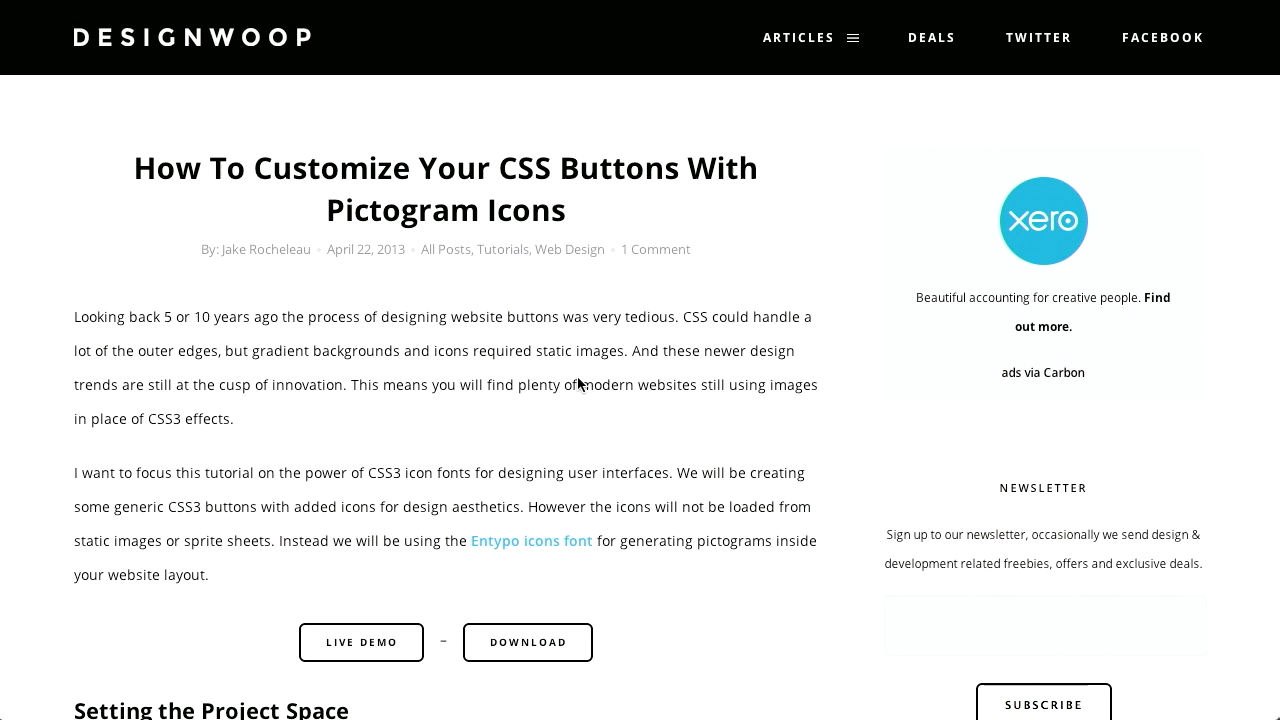 DESIGNWOOP
ARTICLES DEALS TWITTER FACEBOOK
How To Customize Your CSS Buttons With
Pictogram Icons
By: Jake Rocheleau • April 22, 2013 • All Posts, Tutorials, Web Design • 1 Comment
Looking back 5 or 10 years ago the process of designing website buttons was very tedious. CSS could handle a
lot of the outer edges, but gradient backgrounds and icons required static images. And these newer design
trends are still at the cusp of innovation. This means you will find plenty of modern websites still using images
in place of CSS3 effects.
I want to focus this tutorial on the power of CSS3 icon fonts for designing user interfaces. We will be creating
some generic CSS3 buttons with added icons for design aesthetics. However the icons will not be loaded from
static images or sprite sheets. Instead we will be using the Entypo icons font for generating pictograms inside
your website layout.
LIVE DEMO – DOWNLOAD
Setting the Project Space
xero
Beautiful accounting for creative people. Find
out more.
ads via Carbon
NEWSLETTER
Sign up to our newsletter, occasionally we send design &
development related freebies, offers and exclusive deals.
SUBSCRIBE